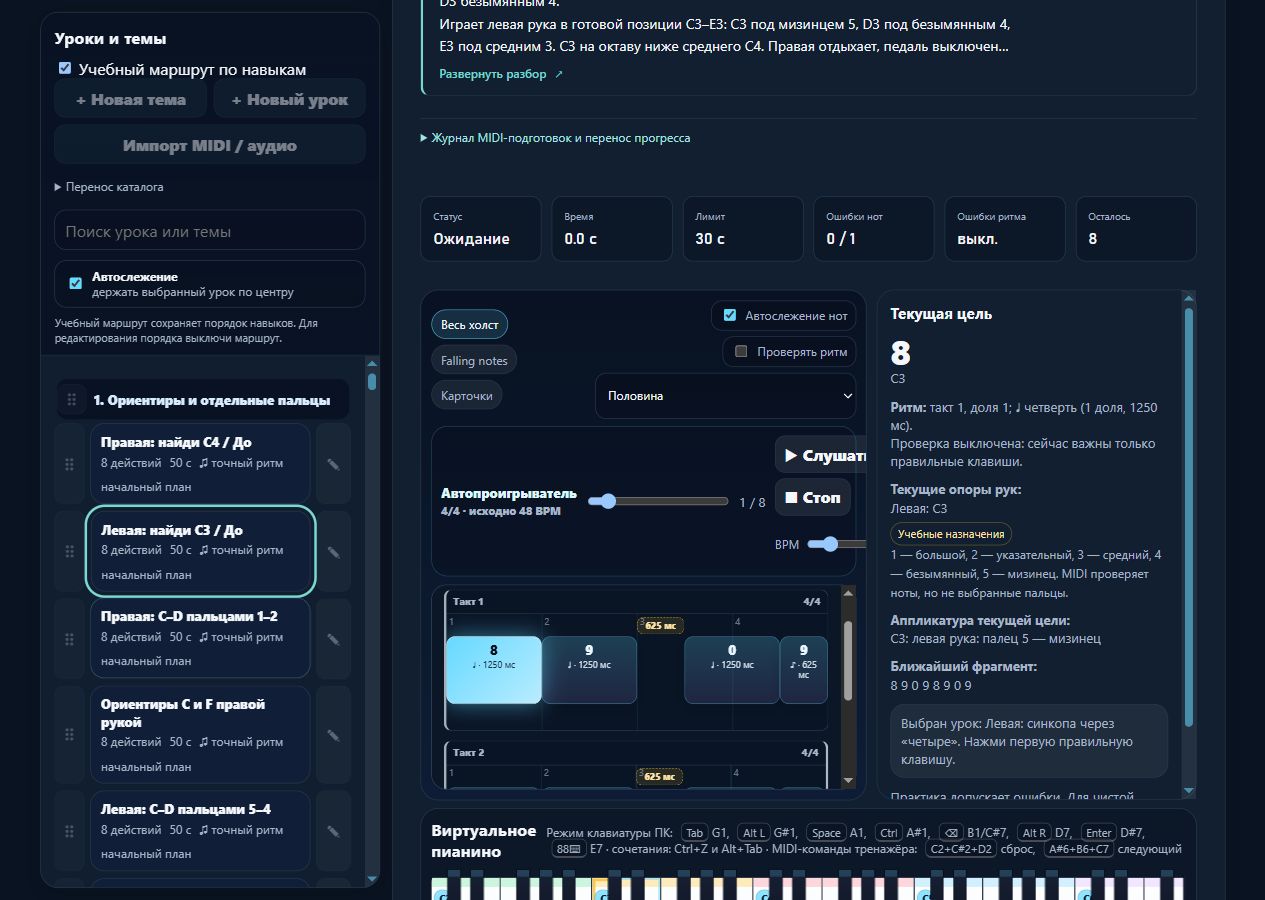 Уроки и темы
Учебный маршрут по навыкам
+ Новая тема
+ Новый урок
Импорт MIDI / аудио
Перенос каталога
Поиск урока или темы
Автослежение
держать выбранный урок по центру
Учебный маршрут сохраняет порядок навыков. Для
редактирования порядка выключи маршрут.
1. Ориентиры и отдельные пальцы
Правая: найди C4 / До
8 действий 50 с ♫ точный ритм
начальный план
Левая: найди C3 / До
8 действий 50 с ♫ точный ритм
начальный план
Правая: C–D пальцами 1–2
8 действий 50 с ♫ точный ритм
начальный план
Ориентиры C и F правой
рукой
8 действий 50 с ♫ точный ритм
начальный план
Левая: C–D пальцами 5–4
8 действий 50 с ♫ точный ритм
начальный план
D3 безымянным 4.
Играет левая рука в готовой позиции C3–E3: C3 под мизинцем 5, D3 под безымянным 4,
E3 под средним 3. C3 на октаву ниже среднего C4. Правая отдыхает, педаль выключен...
Развернуть разбор ↗
Журнал MIDI-подготовок и перенос прогресса
Статус
Ожидание
Время
0.0 с
Лимит
30 с
Ошибки нот
0 / 1
Ошибки ритма
выкл.
Осталось
8
Весь холст
Falling notes
Карточки
Автослежение нот
Проверять ритм
Половина
Автопроигрыватель
4/4 · исходно 48 BPM
1 / 8
▶ Слушать
■ Стоп
BPM
Такт 1
4/4
1 2 3 4
625 мс
8
♩ · 1250 мс
9
♩ · 1250 мс
0
♩ · 1250 мс
9
♪ · 625
мс
Такт 2
4/4
1 2 3 4
625 мс
Текущая цель
8
C3
Ритм: такт 1, доля 1; ♩ четверть (1 доля, 1250
мс).
Проверка выключена: сейчас важны только
правильные клавиши.
Текущие опоры рук:
Левая: C3
Учебные назначения
1 — большой, 2 — указательный, 3 — средний, 4
— безымянный, 5 — мизинец. MIDI проверяет
ноты, но не выбранные пальцы.
Аппликатура текущей цели:
C3: левая рука: палец 5 — мизинец
Ближайший фрагмент:
8 9 0 9 8 9 0 9
Выбран урок: Левая: синкопа через
«четыре». Нажми первую правильную
клавишу.
Практика допускает ошибки. Для чистой
Виртуальное
пианино
Режим клавиатуры ПК: Tab G1, Alt L G#1, Space A1, Ctrl A#1, ⌫ B1/C#7, Alt R D7, Enter D#7,
88⌨ E7 · сочетания: Ctrl+Z и Alt+Tab · MIDI-команды тренажёра: C2+C#2+D2 сброс, A#6+B6+C7 следующий
C C C C C